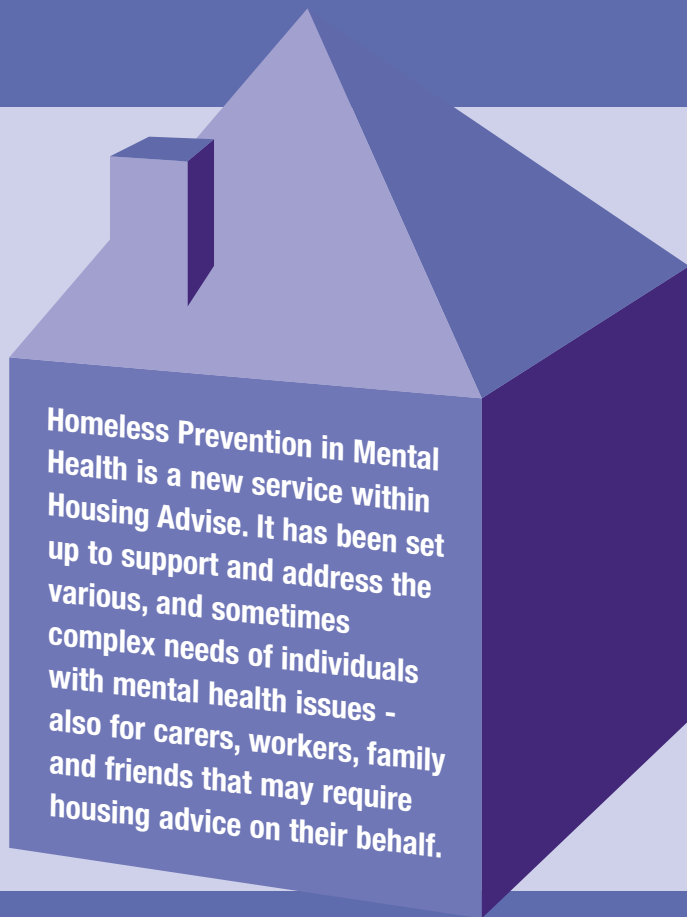 Homeless Prevention in Mental
Health is a new service within
Housing Advise. It has been set
up to support and address the
various, and sometimes
complex needs of individuals
with mental health issues -
also for carers, workers, family
and friends that may require
housing advice on their behalf.